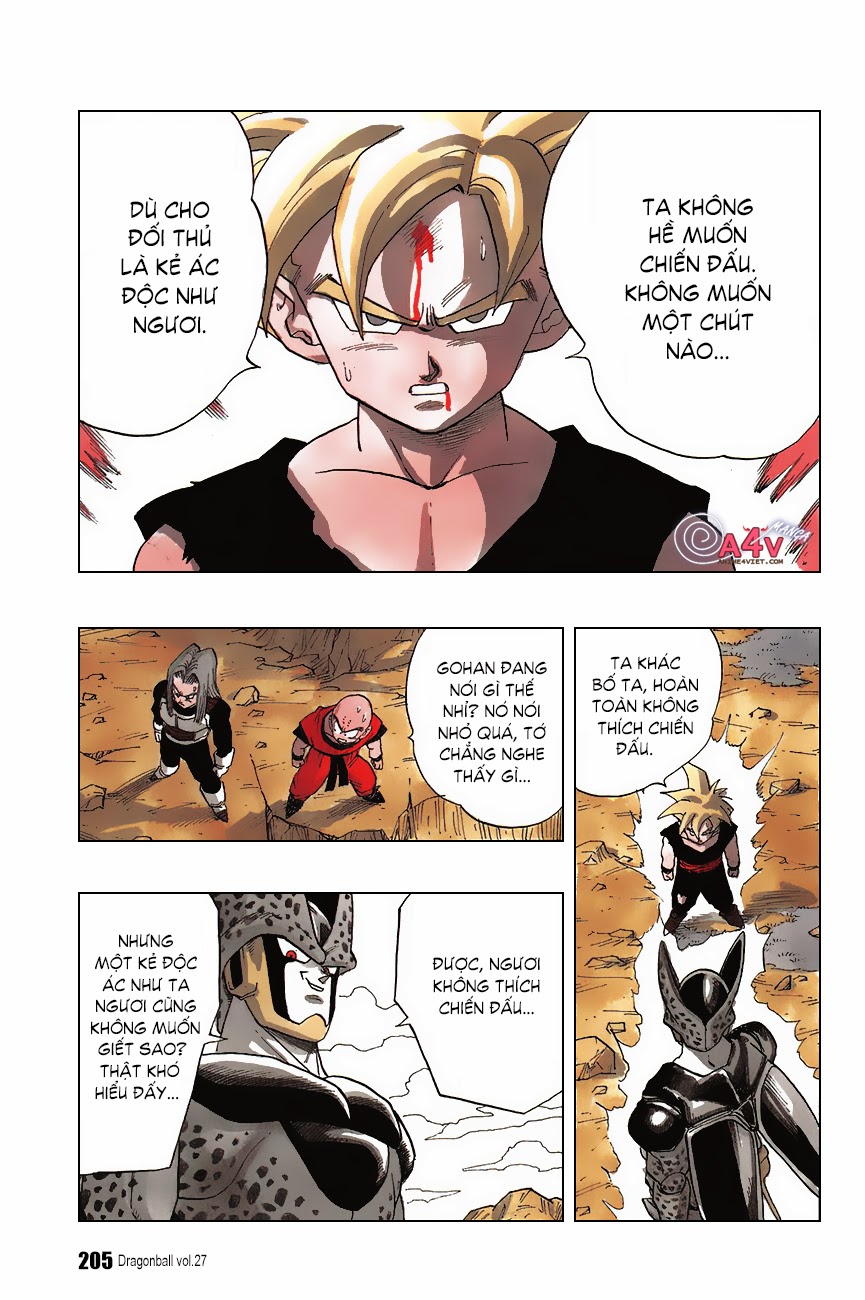 TA KHÔNG
HỀ MUỐN
CHIẾN ĐẤU.
KHÔNG MUỐN
MỘT CHÚT
NÀO...
DÙ CHO
ĐỐI THỦ
LÀ KẺ ÁC
ĐỘC NHƯ
NGƯƠI.
A4V
MANGA
ANIME4VIET.COM
TA KHÁC
BỐ TA, HOÀN
TOÀN KHÔNG
THÍCH CHIẾN
ĐẤU.
GOHAN ĐANG
NÓI GÌ THẾ
NHỈ? NÓ NÓI
NHỎ QUÁ, TỚ
CHẲNG NGHE
THẤY GÌ...
ĐƯỢC, NGƯƠI
KHÔNG THÍCH
CHIẾN ĐẤU...
NHƯNG
MỘT KẺ ĐỘC
ÁC NHƯ TA
NGƯƠI CŨNG
KHÔNG MUỐN
GIẾT SAO?
THẬT KHÓ
HIỂU ĐẤY...
205 Dragonball vol.27